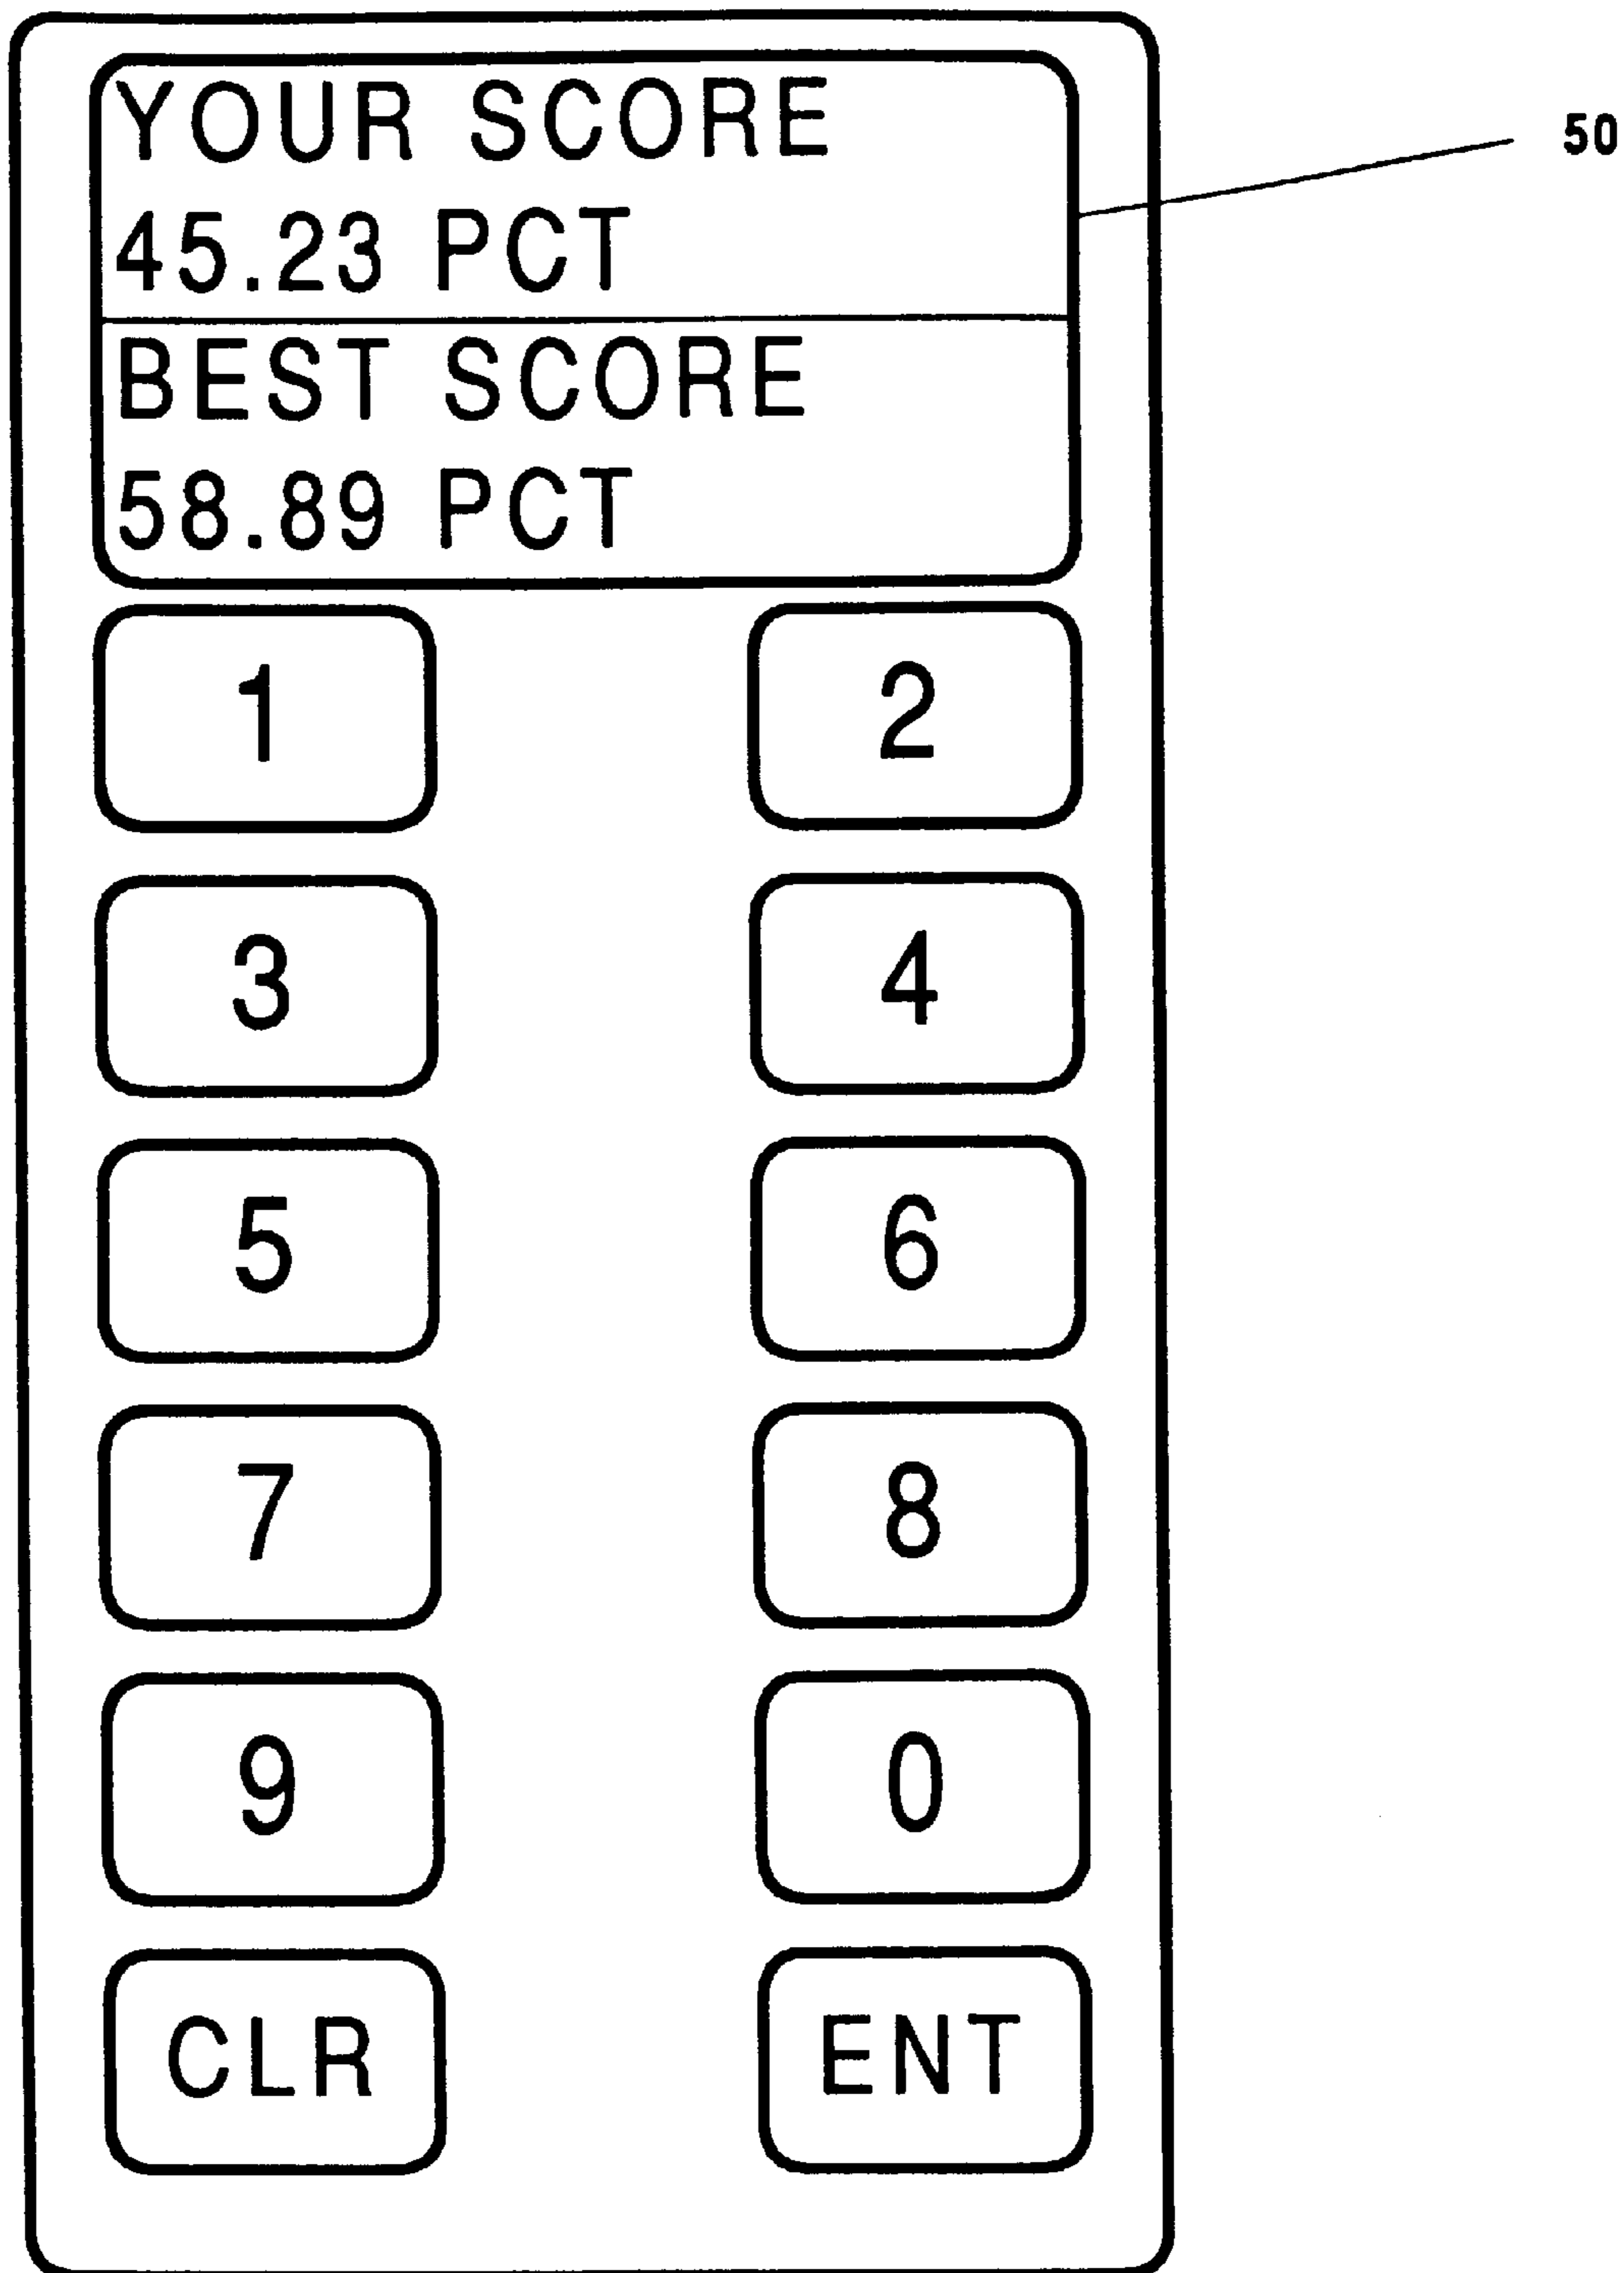 YOUR SCORE
50
45.23 PCT
BEST SCORE
58.89 PCT
1 2
3 4
5 6
7 8
9 0
CLR ENT